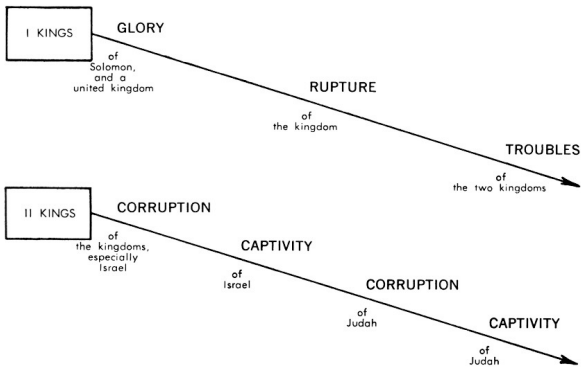 I KINGS
GLORY
of
Solomon,
and a
united kingdom
RUPTURE
of
the kingdom
TROUBLES
of
the two kingdoms
II KINGS
CORRUPTION
of
the kingdoms,
especially
Israel
CAPTIVITY
of
Israel
CORRUPTION
of
Judah
CAPTIVITY
of
Judah